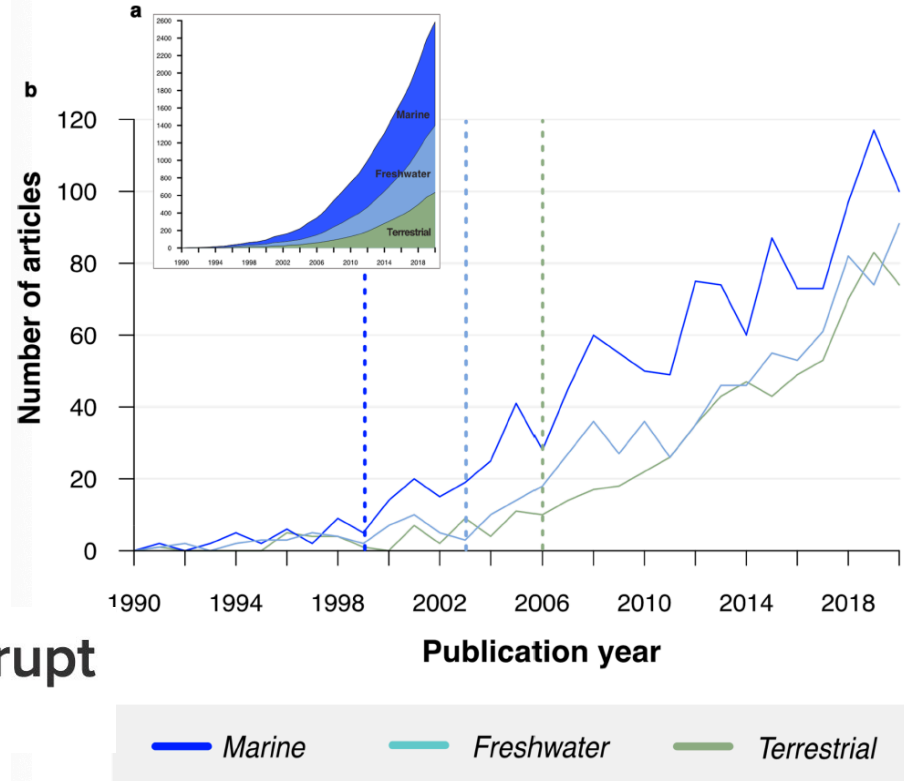 a
2600
2400
2200
2000
1800
1600
1400
1200
1000
800
600
400
200
0
Marine
Freshwater
Terrestrial
1990 1994 1998 2002 2006 2010 2014 2018
b
Number of articles
120
100
80
60
40
20
0
1990 1994 1998 2002 2006 2010 2014 2018
Publication year
rupt
Marine Freshwater Terrestrial